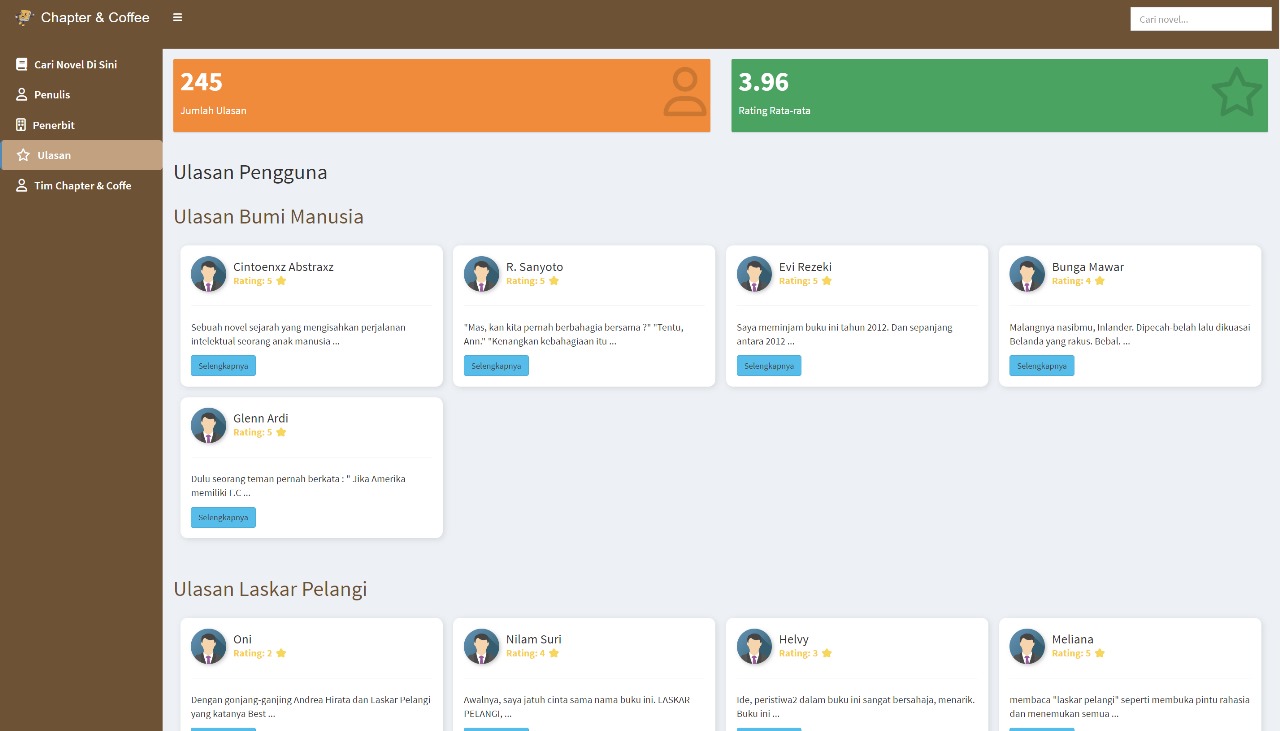 Chapter & Coffee
Cari novel...
Cari Novel Di Sini
Penulis
Penerbit
Ulasan
Tim Chapter & Coffe
245
Jumlah Ulasan
3.96
Rating Rata-rata
Ulasan Pengguna
Ulasan Bumi Manusia
Cintoenxz Abstraxz
Rating: 5
Sebuah novel sejarah yang mengisahkan perjalanan
intelektual seorang anak manusia ...
Selengkapnya
R. Sanyoto
Rating: 5
"Mas, kan kita pernah berbahagia bersama ?" "Tentu,
Ann." "Kenangkan kebahagiaan itu ...
Selengkapnya
Evi Rezeki
Rating: 5
Saya meminjam buku ini tahun 2012. Dan sepanjang
antara 2012 ...
Selengkapnya
Bunga Mawar
Rating: 4
Malangnya nasibmu, Inlander. Dipecah-belah lalu dikuasai
Belanda yang rakus. Bebal. ...
Selengkapnya
Glenn Ardi
Rating: 5
Dulu seorang teman pernah berkata : " Jika Amerika
memiliki T.C ...
Selengkapnya
Ulasan Laskar Pelangi
Oni
Rating: 2
Dengan gonjang-ganjing Andrea Hirata dan Laskar Pelangi
yang katanya Best ...
Nilam Suri
Rating: 4
Awalnya, saya jatuh cinta sama nama buku ini. LASKAR
PELANGI, ...
Helvy
Rating: 3
Ide, peristiwa2 dalam buku ini sangat bersahaja, menarik.
Buku ini ...
Meliana
Rating: 5
membaca "laskar pelangi" seperti membuka pintu rahasia
dan menemukan semua ...